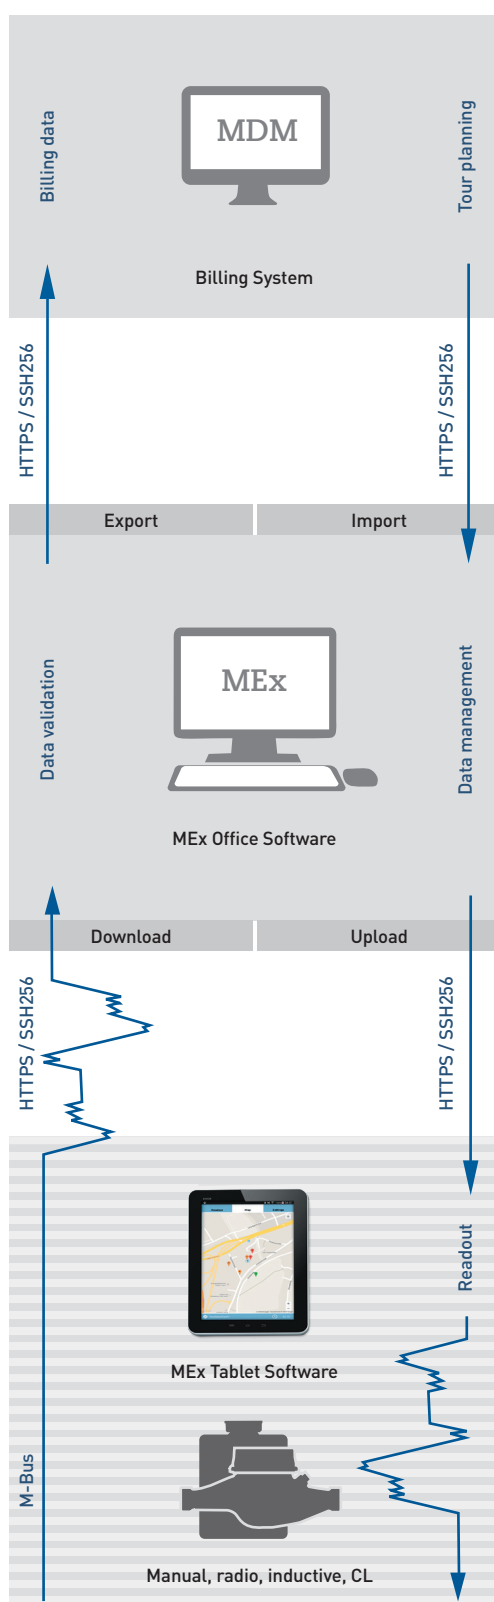 MDM
Billing data
Tour planning
Billing System
HTTPS / SSH256
HTTPS / SSH256
Export
Import
MEx
Data validation
Data management
MEx Office Software
Download
Upload
HTTPS / SSH256
HTTPS / SSH256
Readout
MEx Tablet Software
M-Bus
Manual, radio, inductive, CL